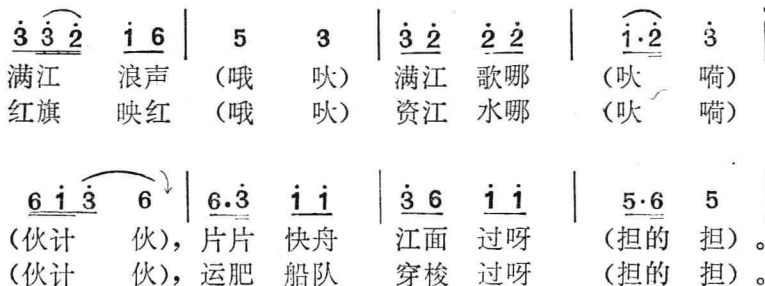 3̇ 3̇ 2̇ 1̇ 6 | 5 3 | 3̇ 2̇ 2̇ 2̇ | 1̇·2̇ 3̇ |
满江 浪声 (哦 吙) 满江 歌哪 (吙 嗬)
红旗 映红 (哦 吙) 资江 水哪 (吙 嗬)
6 1̇ 3̇ 6 | 6·3̇ 1̇ 1̇ | 3̇ 6 1̇ 1̇ | 5·6 5 |
(伙计 伙), 片片 快舟 江面 过呀 (担的 担)。
(伙计 伙), 运肥 船队 穿梭 过呀 (担的 担)。